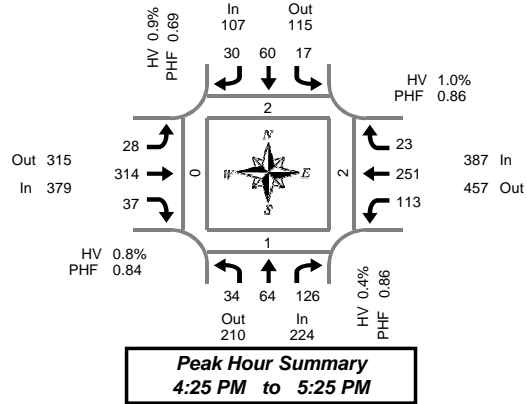 In Out
107 115
HV 0.9%
PHF 0.69
30 60 17
HV 1.0%
PHF 0.86
2
28
23
Out 315
314
0
N
W E
S
2
251
387 In
In 379
457 Out
37
113
HV 0.8%
PHF 0.84
1
34 64 126
HV 0.4%
PHF 0.86
Out In
210 224
Peak Hour Summary
4:25 PM to 5:25 PM